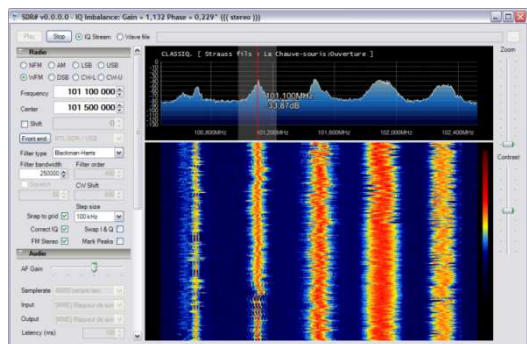 SDR# v0.0.0.0 - IQ Imbalance: Gain = 1,132 Phase = 0,229° ((( stereo )))
Play Stop IQ Stream Wave file
Radio
NFM AM LSB USB
WFM DSB CW-L CW-U
Frequency 101 100 000
Center 101 500 000
Shift 0
Front end RTL-SDR / USB
Filter type Blackman-Harris
Filter bandwidth Filter order
250000
Squelch CW Shift
Step size
Snap to grid 100 kHz
Correct IQ Swap I & Q
FM Stereo Mark Peaks
Audio
AF Gain
Samplerate
Input
Output
Latency (ms)
CLASSIQ. [ Strauss fils : La Chauve-souris:Ouverture ]
101,100MHz
33.87dB
100,800MHz 101,200MHz 101,600MHz 102,000MHz 102,400MHz
Zoom
Contrast